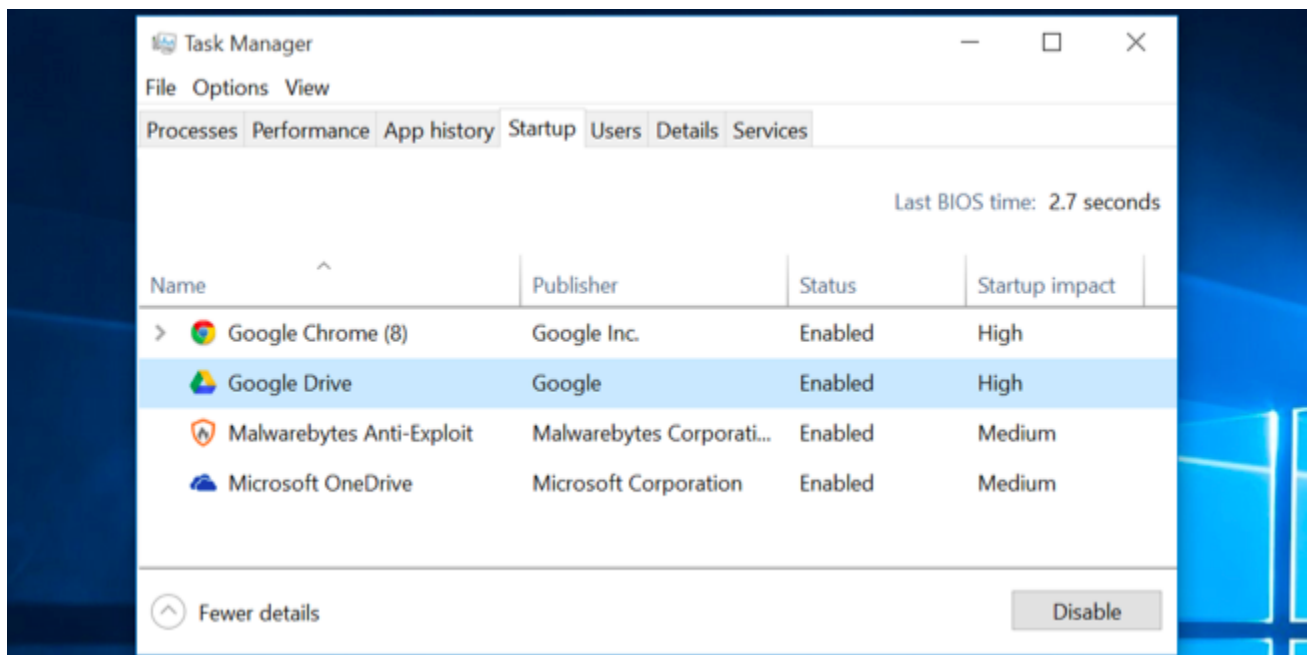 Task Manager
File Options View
Processes Performance App history Startup Users Details Services
Last BIOS time: 2.7 seconds
Name Publisher Status Startup impact
Google Chrome (8) Google Inc. Enabled High
Google Drive Google Enabled High
Malwarebytes Anti-Exploit Malwarebytes Corporati... Enabled Medium
Microsoft OneDrive Microsoft Corporation Enabled Medium
Fewer details Disable